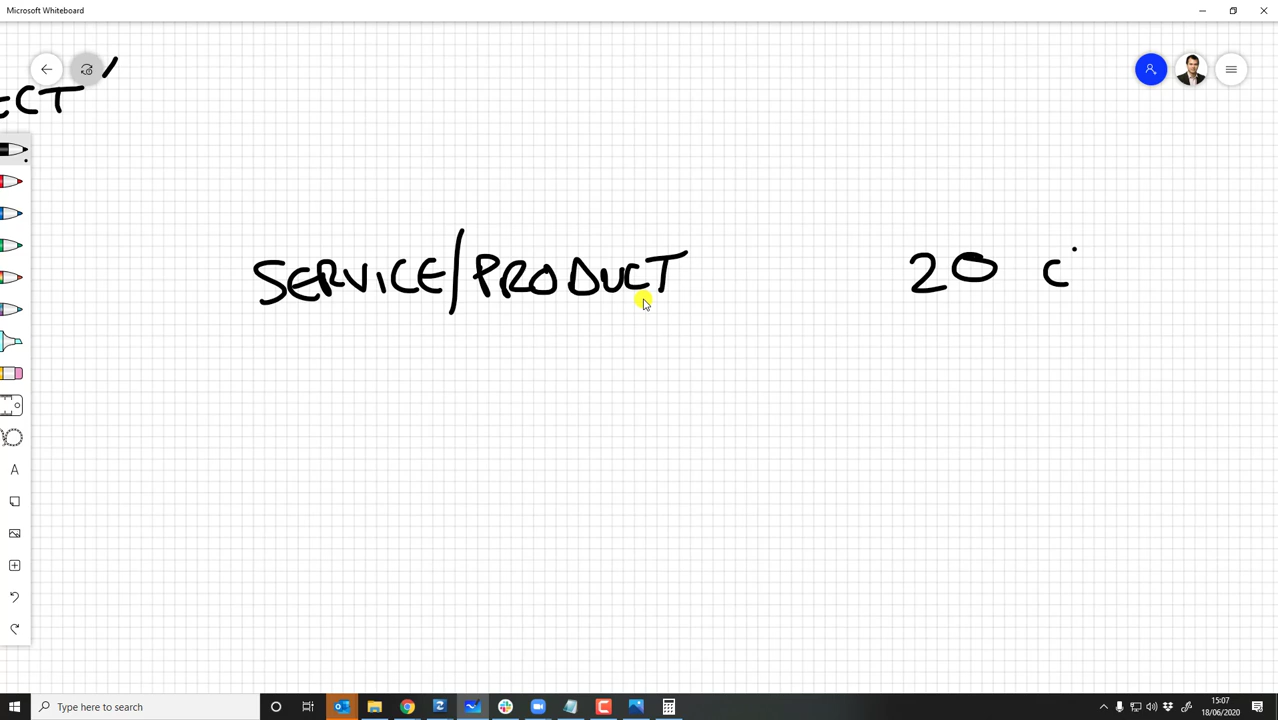 Microsoft Whiteboard
ECT
SERVICE/PRODUCT 20 C
A
Type here to search
15:07
18/06/2020